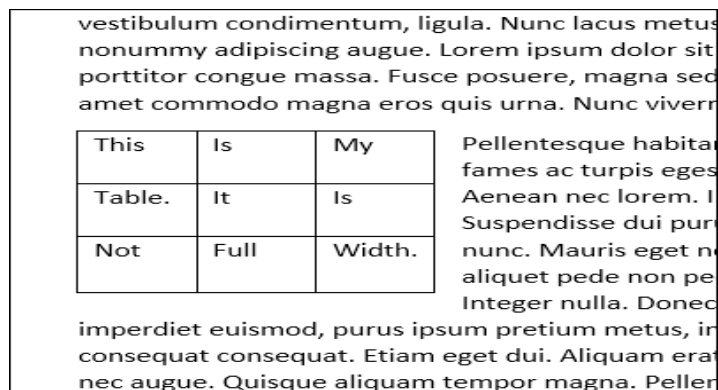 vestibulum condimentum, ligula. Nunc lacus metus
nonummy adipiscing augue. Lorem ipsum dolor sit
porttitor congue massa. Fusce posuere, magna sed
amet commodo magna eros quis urna. Nunc viverr
This Is My
Table. It Is
Not Full Width.
Pellentesque habita
fames ac turpis eges
Aenean nec lorem. I
Suspendisse dui pur
nunc. Mauris eget n
aliquet pede non pe
Integer nulla. Donec
imperdiet euismod, purus ipsum pretium metus, in
consequat consequat. Etiam eget dui. Aliquam erat
nec augue. Quisque aliquam tempor magna. Pellen